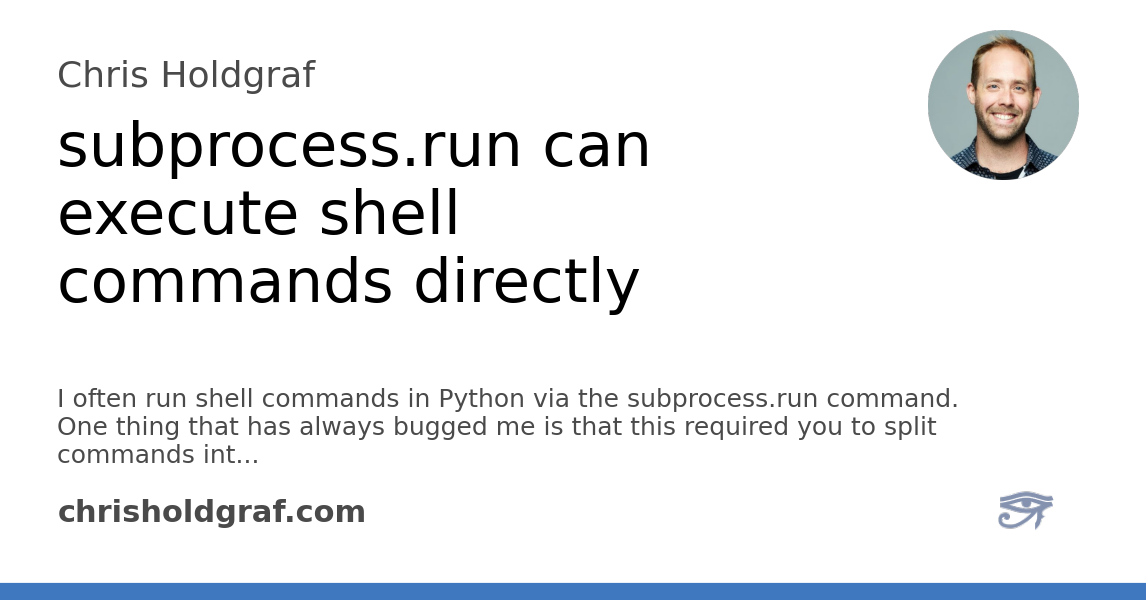 Chris Holdgraf
subprocess.run can
execute shell
commands directly
I often run shell commands in Python via the subprocess.run command.
One thing that has always bugged me is that this required you to split
commands int...
chrisholdgraf.com